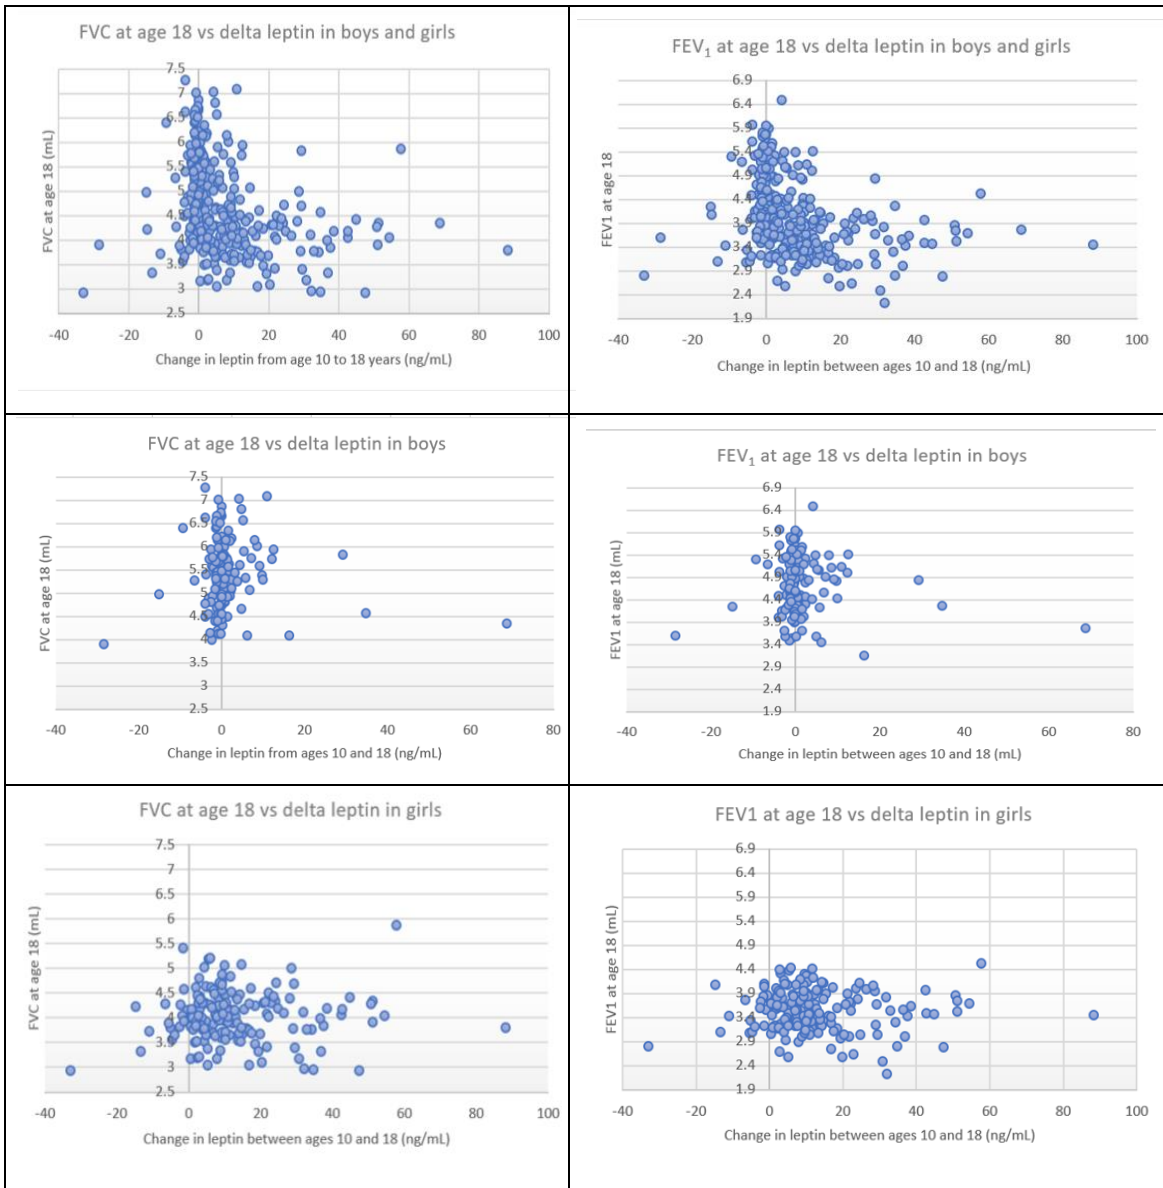 FVC at age 18 vs delta leptin in boys and girls
7.5
7
6.5
6
5.5
5
4.5
4
3.5
3
2.5
-60 -40 -20 0 20 40 60 80 100
FVC at age 18 (mL)
Change in leptin from age 10 to 18 years (ng/mL)
FEV1 at age 18 vs delta leptin in boys and girls
6.9
6.4
5.9
5.4
4.9
4.4
3.9
3.4
2.9
2.4
1.9
-40 -20 0 20 40 60 80 100
FEV1 at age 18
Change in leptin between ages 10 and 18 (ng/mL)
FVC at age 18 vs delta leptin in boys
7.5
7
6.5
6
5.5
5
4.5
4
3.5
3
2.5
-40 -20 0 20 40 60 80
FVC at age 18 (mL)
Change in leptin from ages 10 and 18 (ng/mL)
FEV1 at age 18 vs delta leptin in boys
6.9
6.4
5.9
5.4
4.9
4.4
3.9
3.4
2.9
2.4
1.9
-40 -20 0 20 40 60 80
FEV1 at age 18 (mL)
Change in leptin between ages 10 and 18 (mL)
FVC at age 18 vs delta leptin in girls
7.5
7
6.5
6
5.5
5
4.5
4
3.5
3
2.5
-40 -20 0 20 40 60 80 100
FVC at age 18 (mL)
Change in leptin between ages 10 and 18 (ng/mL)
FEV1 at age 18 vs delta leptin in girls
6.9
6.4
5.9
5.4
4.9
4.4
3.9
3.4
2.9
2.4
1.9
-40 -20 0 20 40 60 80 100
FEV1 at age 18 (mL)
Change in leptin between ages 10 and 18 (ng/mL)